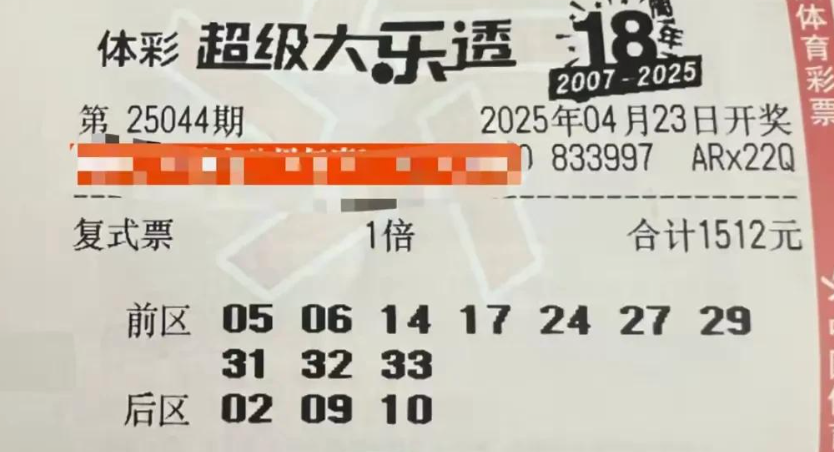 体彩 超级大乐透 18周年
2007-2025
第 25044期 2025年04月23日开奖
833997 ARx22Q
复式票 1倍 合计1512元
前区 05 06 14 17 24 27 29
31 32 33
后区 02 09 10
体育彩票